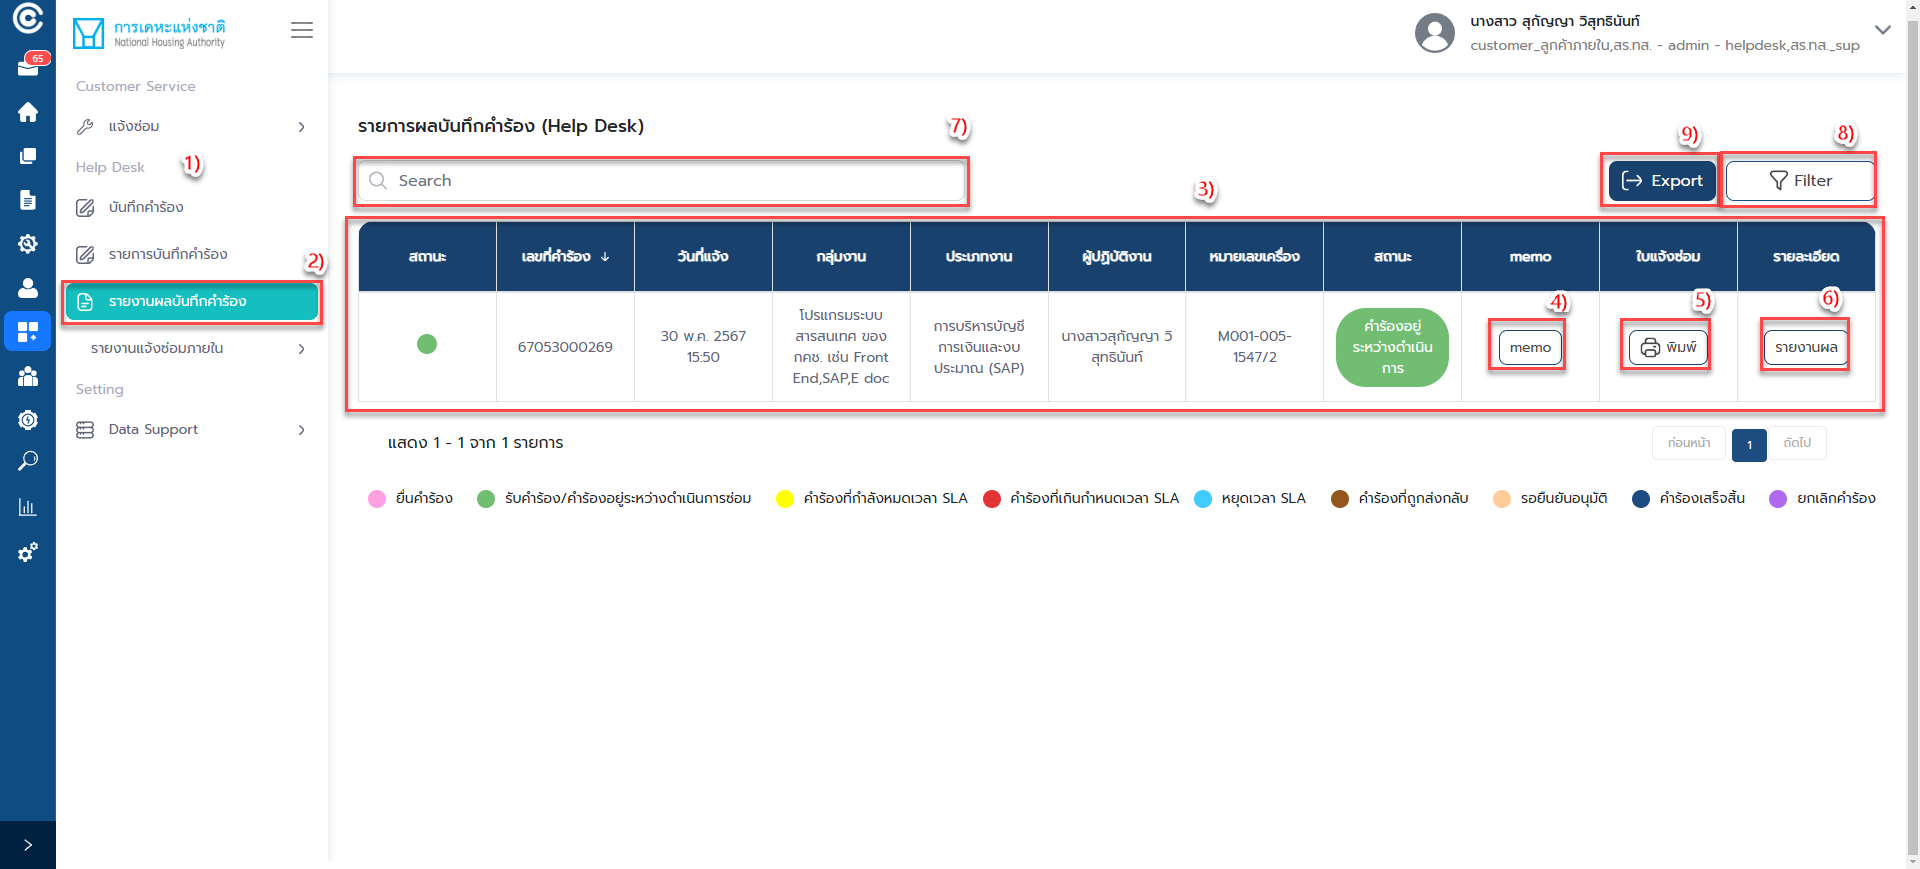 65
การเคหะแห่งชาติ
National Housing Authority
นางสาว สุกัญญา วิสุทธินันท์
customer_ลูกค้าภายใน,สร.ทส. - admin - helpdesk,สร.ทส._sup
Customer Service
แจ้งซ่อม
Help Desk
1)
บันทึกคำร้อง
รายการบันทึกคำร้อง
2)
รายงานผลบันทึกคำร้อง
รายงานแจ้งซ่อมภายใน
Setting
Data Support
รายการผลบันทึกคำร้อง (Help Desk)
7)
Search
3)
9)
Export
8)
Filter
สถานะ เลขที่คำร้อง ↓ วันที่แจ้ง กลุ่มงาน ประเภทงาน ผู้ปฏิบัติงาน หมายเลขเครื่อง สถานะ memo ใบแจ้งซ่อม รายละเอียด
67053000269
30 พ.ค. 2567
15:50
โปรแกรมระบบ
สารสนเทศ ของ
กคช. เช่น Front
End,SAP,E doc
การบริหารบัญชี
การเงินและงบ
ประมาณ (SAP)
นางสาวสุกัญญา วิ
สุทธินันท์
M001-005-
1547/2
คำร้องอยู่
ระหว่างดำเนิน
การ
4)
memo
5)
พิมพ์
6)
รายงานผล
แสดง 1 - 1 จาก 1 รายการ
ก่อนหน้า 1 ถัดไป
ยื่นคำร้อง รับคำร้อง/คำร้องอยู่ระหว่างดำเนินการซ่อม คำร้องที่กำลังหมดเวลา SLA คำร้องที่เกินกำหนดเวลา SLA หยุดเวลา SLA คำร้องที่ถูกส่งกลับ รอยืนยันอนุมัติ คำร้องเสร็จสิ้น ยกเลิกคำร้อง